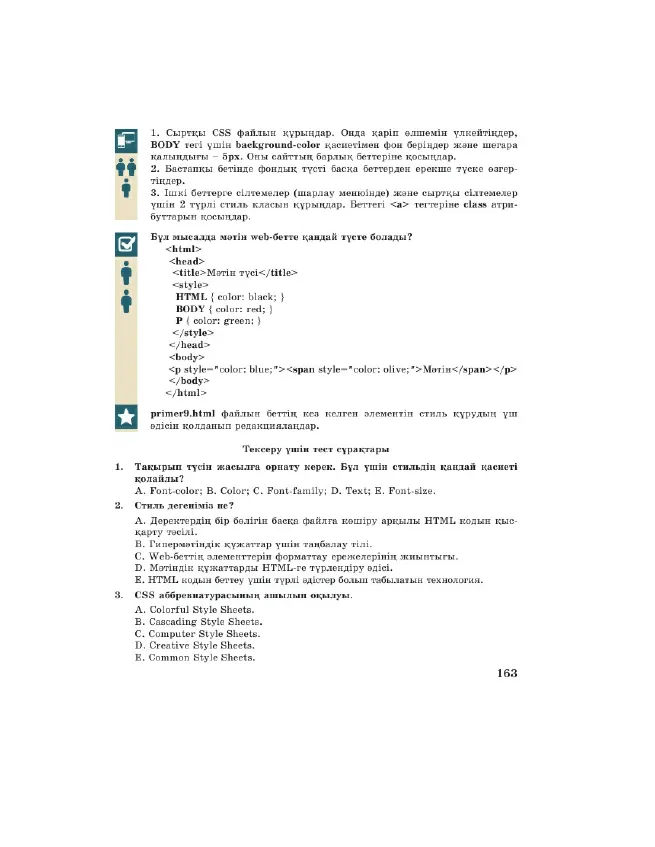 1. Сыртқы CSS файлын құрыңдар. Онда қаріп өлшемін үлкейтіңдер,
BODY тегі үшін background-color қасиетімен фон беріңдер және шегара
қалыңдығы – 5px. Оны сайттың барлық беттеріне қосыңдар.
2. Бастапқы бетінде фондық түсті басқа беттерден ерекше түске өзгер-
тіңдер.
3. Ішкі беттерге сілтемелер (шарлау менюінде) және сыртқы сілтемелер
үшін 2 түрлі стиль класын құрыңдар. Беттегі <a> тегтеріне class атри-
буттарын қосыңдар.
Бұл мысалда мәтін web-бетте қандай түсте болады?
<html>
<head>
<title>Мәтін түсі</title>
<style>
HTML { color: black; }
BODY { color: red; }
P { color: green; }
</style>
</head>
<body>
<p style="color: blue;"><span style="color: olive;">Мәтін</span></p>
</body>
</html>
primer9.html файлын беттің кез келген элементін стиль құрудың үш
әдісін қолданып редакциялаңдар.
Тексеру үшін тест сұрақтары
1. Тақырып түсін жасылға орнату керек. Бұл үшін стильдің қандай қасиеті
қолайлы?
A. Font-color; B. Color; C. Font-family; D. Text; E. Font-size.
2. Стиль дегеніміз не?
A. Деректердің бір бөлігін басқа файлға көшіру арқылы HTML кодын қыс-
қарту тәсілі.
B. Гипермәтіндік құжаттар үшін таңбалау тілі.
C. Web-беттің элементтерін форматтау ережелерінің жиынтығы.
D. Мәтіндік құжаттарды HTML-ге түрлендіру әдісі.
E. HTML кодын беттеу үшін түрлі әдістер болып табылатын технология.
3. CSS аббревиатурасының ашылып оқылуы.
A. Colorful Style Sheets.
B. Cascading Style Sheets.
C. Computer Style Sheets.
D. Creative Style Sheets.
E. Common Style Sheets.
163